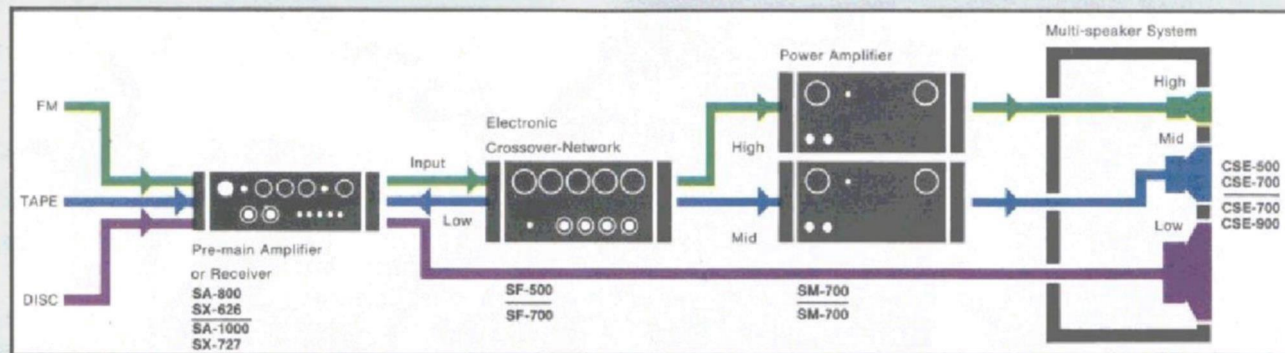 FM
TAPE
DISC
Pre-main Amplifier
or Receiver
SA-800
SX-626
SA-1000
SX-727
Input
Low
Electronic
Crossover-Network
SF-500
SF-700
High
Mid
Power Amplifier
SM-700
SM-700
Multi-speaker System
High
Mid
Low
CSE-500
CSE-700
CSE-700
CSE-900